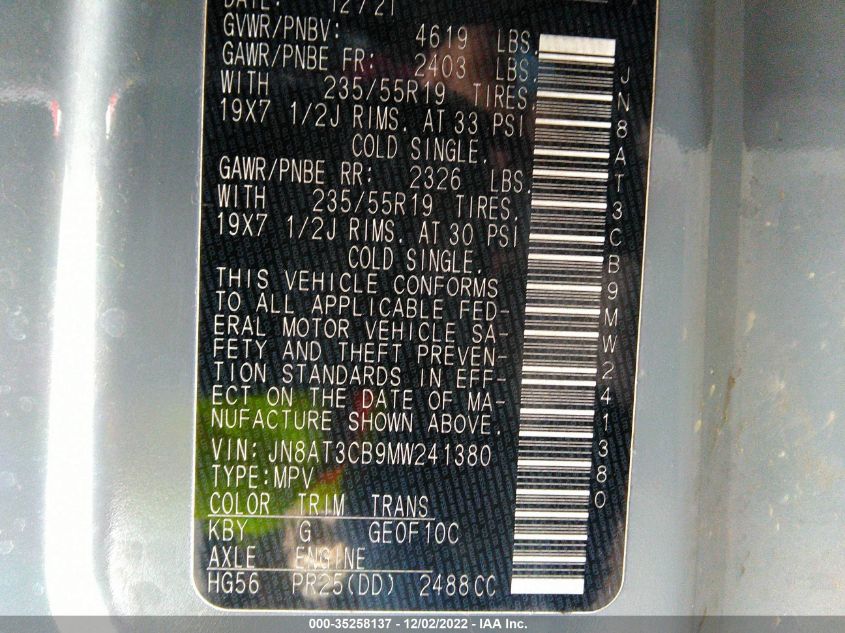 DATE: 12/21
GVWR/PNBV: 4619 LBS.
GAWR/PNBE FR: 2403 LBS.
WITH 235/55R19 TIRES,
19X7 1/2J RIMS, AT 33 PSI
COLD SINGLE.
GAWR/PNBE RR: 2326 LBS.
WITH 235/55R19 TIRES,
19X7 1/2J RIMS, AT 30 PSI
COLD SINGLE.
THIS VEHICLE CONFORMS
TO ALL APPLICABLE FED-
ERAL MOTOR VEHICLE SA-
FETY AND THEFT PREVEN-
TION STANDARDS IN EFF-
ECT ON THE DATE OF MA-
NUFACTURE SHOWN ABOVE.
VIN:JN8AT3CB9MW241380
TYPE:MPV
COLOR TRIM TRANS
KBY G GE0F10C
AXLE ENGINE
HG56 PR25(DD) 2488CC
JN8AT3CB9MW241380
000-35258137 - 12/02/2022 - IAA Inc.